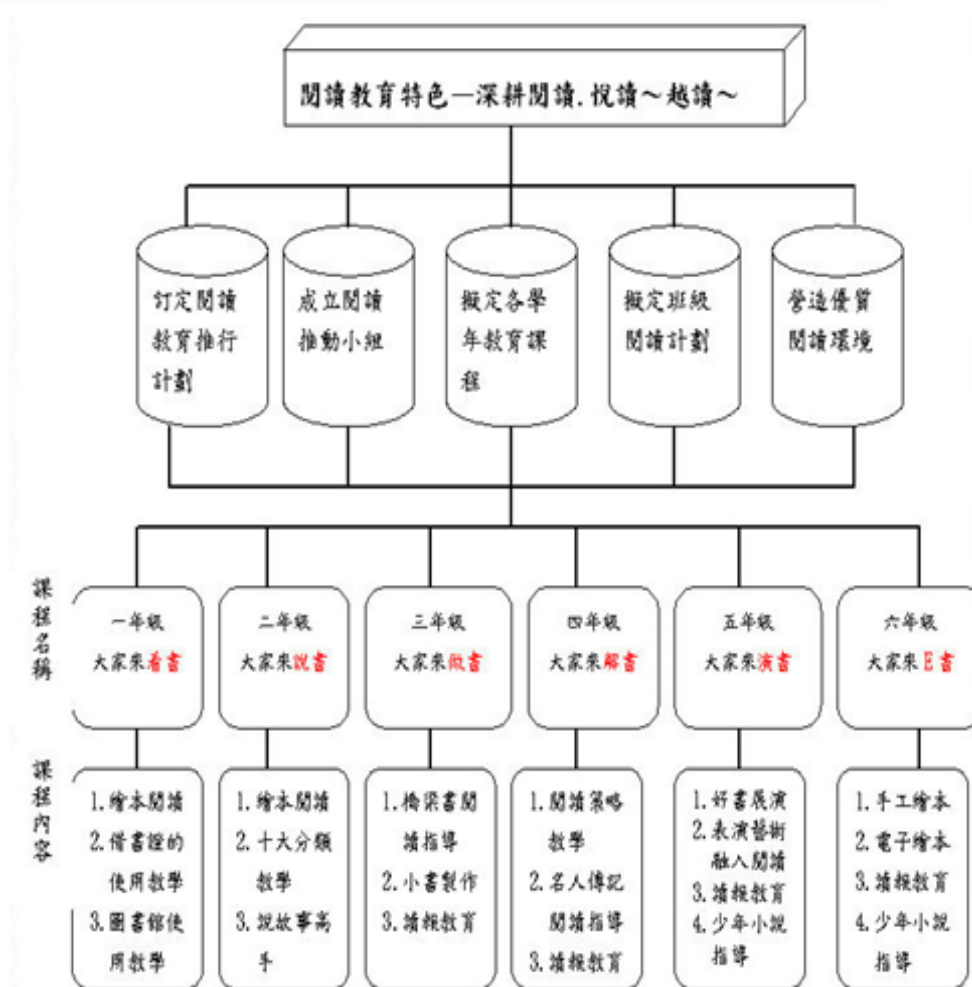 閱讀教育特色—深耕閱讀.悅讀～越讀～
訂定閱讀
教育推行
計劃
成立閱讀
推動小組
擬定各學
年教育課
程
擬定班級
閱讀計劃
營造優質
閱讀環境
課程名稱
一年級
大家來看書
二年級
大家來說書
三年級
大家來做書
四年級
大家來解書
五年級
大家來演書
六年級
大家來E書
課程內容
1.繪本閱讀
2.借書證的
使用教學
3.圖書館使
用教學
1.繪本閱讀
2.十大分類
教學
3.說故事高
手
1.橋梁書閱
讀指導
2.小書製作
3.讀報教育
1.閱讀策略
教學
2.名人傳記
閱讀指導
3.讀報教育
1.好書展演
2.表演藝術
融入閱讀
3.讀報教育
4.少年小說
指導
1.手工繪本
2.電子繪本
3.讀報教育
4.少年小說
指導